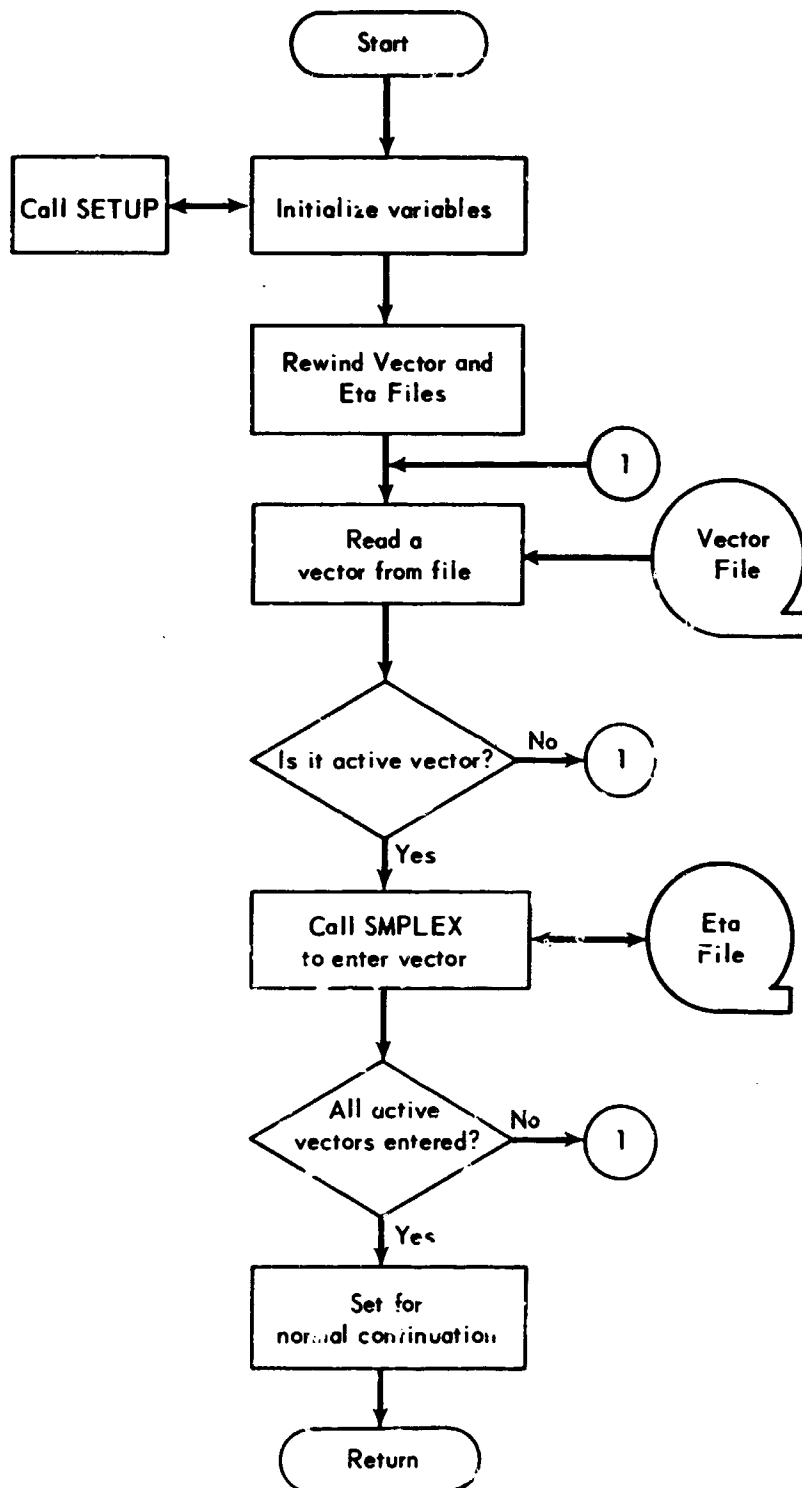 Start
Call SETUP
Initialize variables
Rewind Vector and
Eta Files
1
Read a
vector from file
Vector
File
Is it active vector?
No
1
Yes
Call SMPLEX
to enter vector
Eta
File
All active
vectors entered?
No
1
Yes
Set for
normal continuation
Return